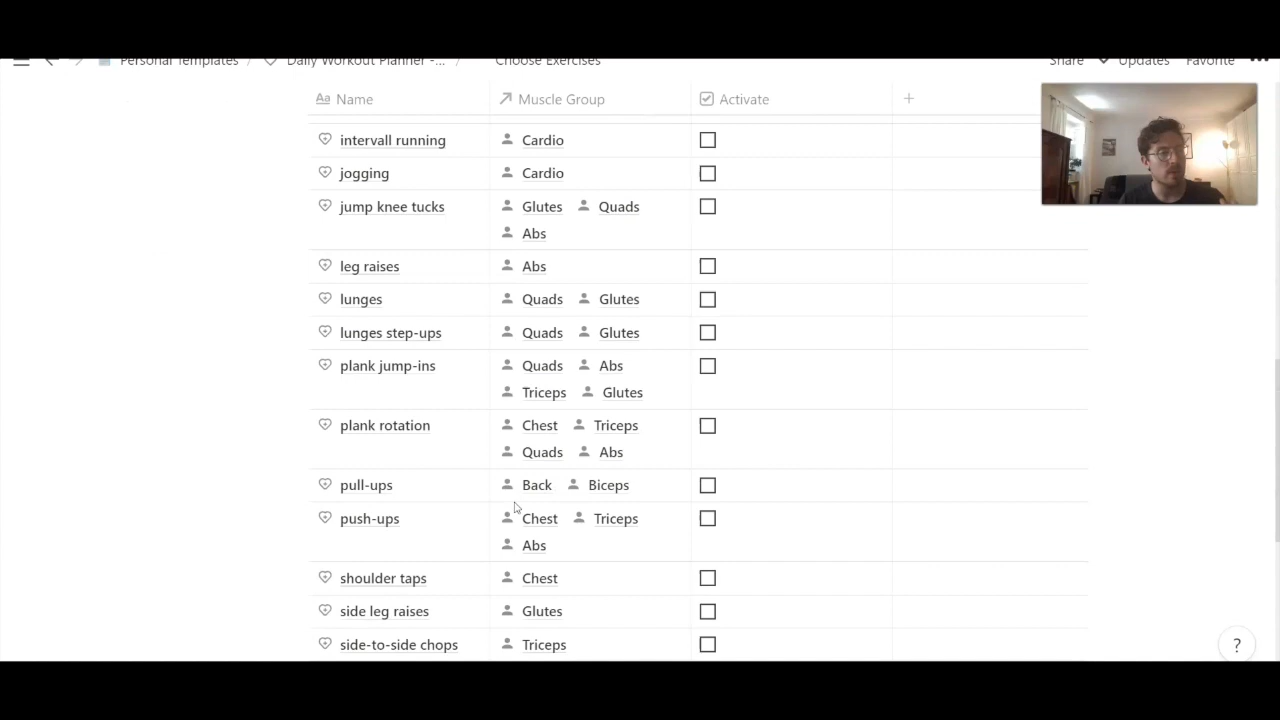 Personal Templates / Daily Workout Planner -... / Choose Exercises Share Updates Favorite
Aa Name Muscle Group Activate +
intervall running Cardio
jogging Cardio
jump knee tucks Glutes Quads
Abs
leg raises Abs
lunges Quads Glutes
lunges step-ups Quads Glutes
plank jump-ins Quads Abs
Triceps Glutes
plank rotation Chest Triceps
Quads Abs
pull-ups Back Biceps
push-ups Chest Triceps
Abs
shoulder taps Chest
side leg raises Glutes
side-to-side chops Triceps
?